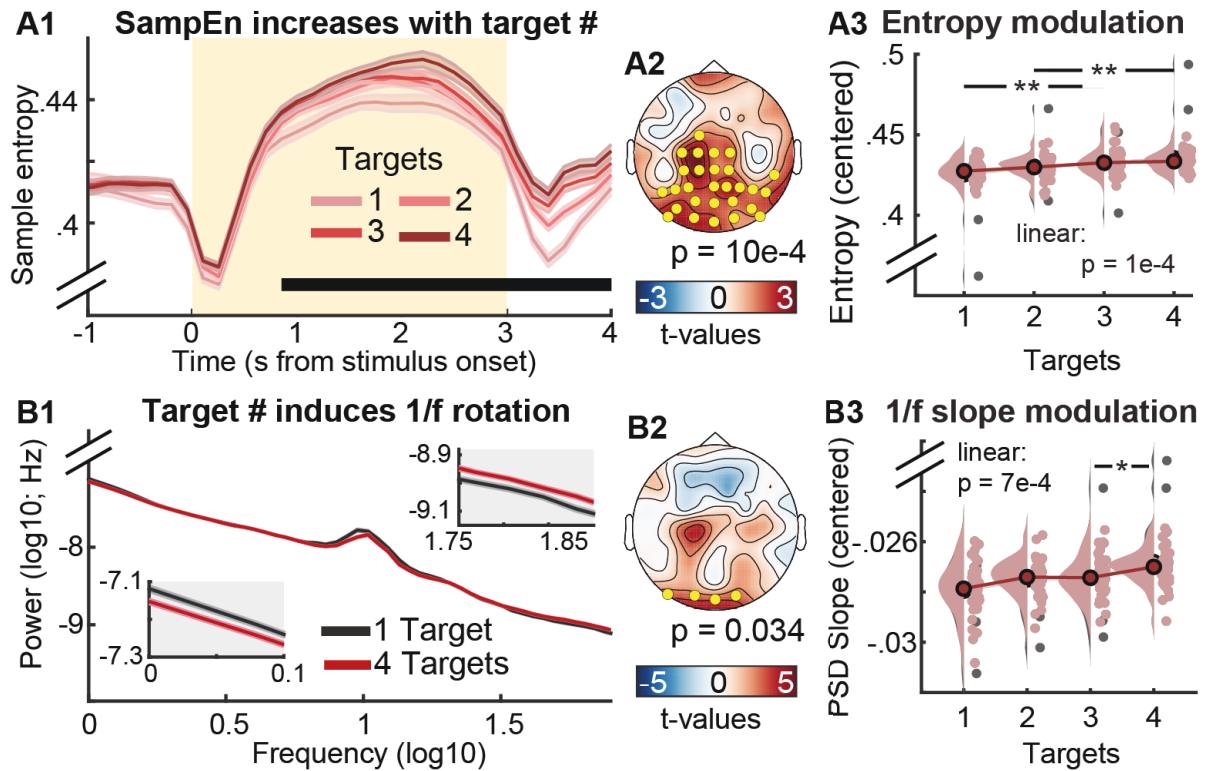 A1 SampEn increases with target #
Sample entropy
.44
.4
Targets
1 2
3 4
-1 0 1 2 3 4
Time (s from stimulus onset)
A2
p = 10e-4
-3 0 3
t-values
A3 Entropy modulation
Entropy (centered)
.5
.45
.4
**
**
linear:
p = 1e-4
1 2 3 4
Targets
B1 Target # induces 1/f rotation
Power (log10; Hz)
-8
-9
-8.9
-9.1
1.75 1.85
-7.1
-7.3
0 0.1
1 Target
4 Targets
0 0.5 1 1.5
Frequency (log10)
B2
p = 0.034
-5 0 5
t-values
B3 1/f slope modulation
PSD Slope (centered)
linear:
p = 7e-4
*
-.026
-.03
1 2 3 4
Targets